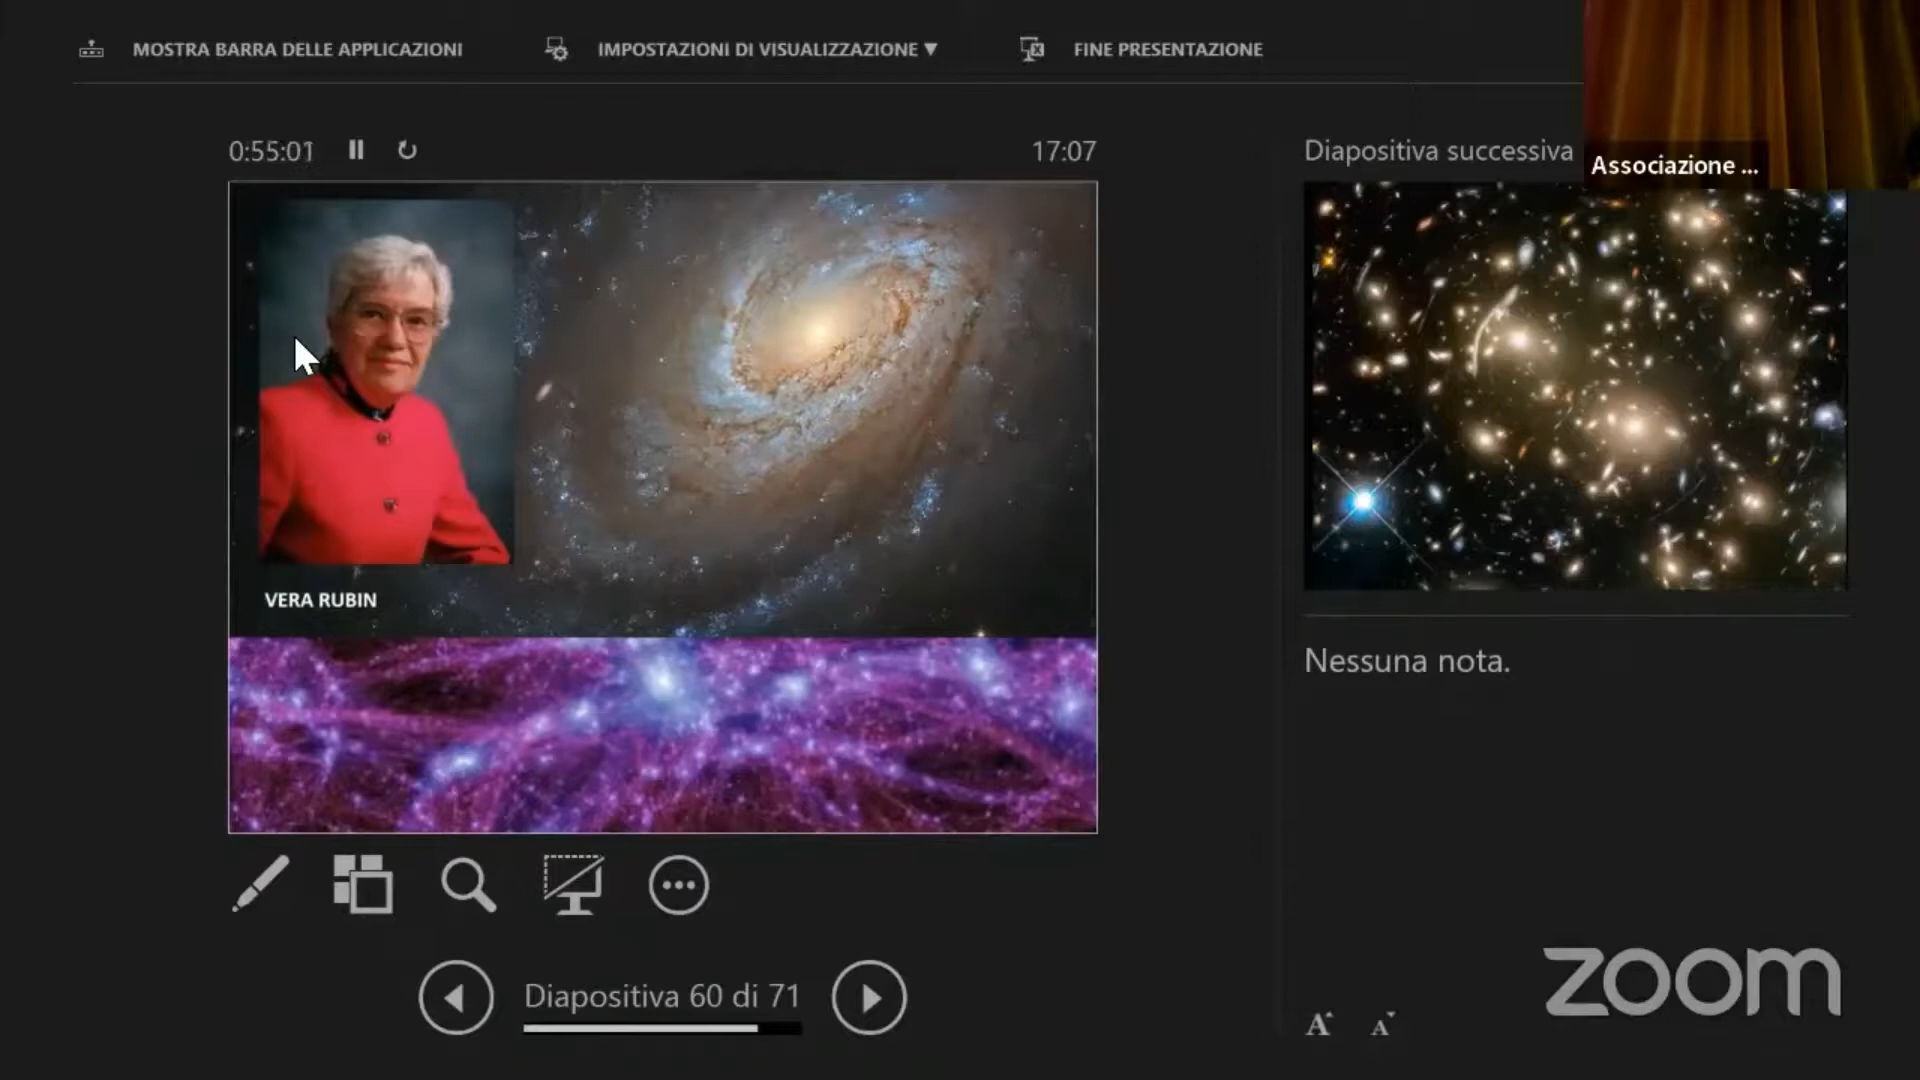 MOSTRA BARRA DELLE APPLICAZIONI
IMPOSTAZIONI DI VISUALIZZAZIONE ▼
FINE PRESENTAZIONE
0:55:01
17:07
Diapositiva successiva
Associazione ...
VERA RUBIN
Nessuna nota.
Diapositiva 60 di 71
A A
zoom